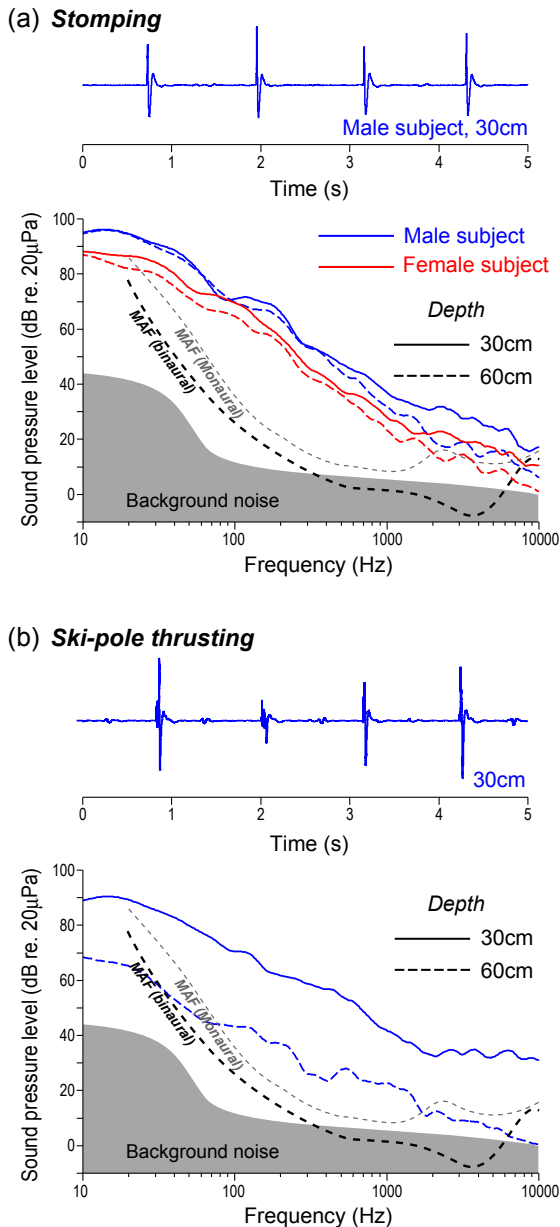 (a) Stomping
Male subject, 30cm
0 1 2 3 4 5
Time (s)
Sound pressure level (dB re. 20μPa)
100
80
60
40
20
0
Male subject
Female subject
Depth
30cm
60cm
MAF (binaural)
MAF (Monaural)
Background noise
10 100 1000 10000
Frequency (Hz)
(b) Ski-pole thrusting
30cm
0 1 2 3 4 5
Time (s)
Sound pressure level (dB re. 20μPa)
100
80
60
40
20
0
Depth
30cm
60cm
MAF (binaural)
MAF (Monaural)
Background noise
10 100 1000 10000
Frequency (Hz)